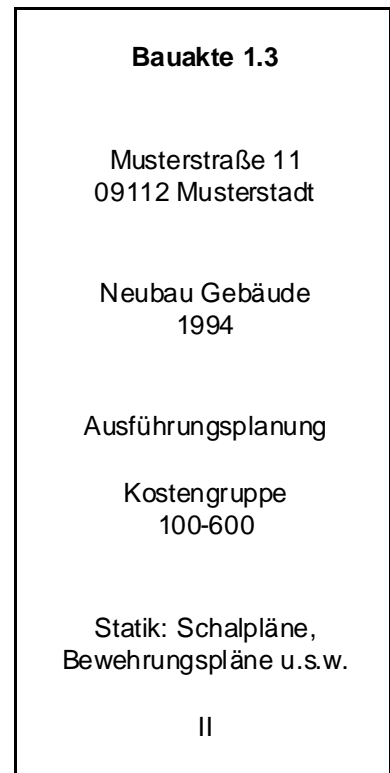 Bauakte 1.3
Musterstraße 11
09112 Musterstadt
Neubau Gebäude
1994
Ausführungsplanung
Kostengruppe
100-600
Statik: Schalpläne,
Bewehrungspläne u.s.w.
II